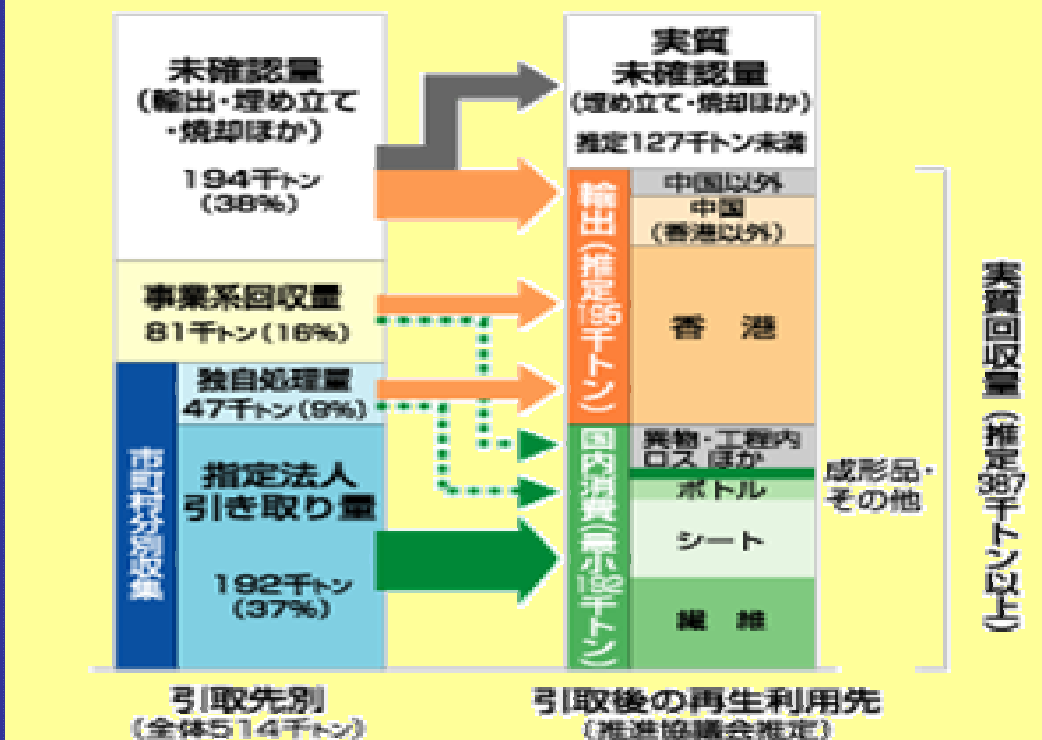 未確認量
(輸出・埋め立て
・焼却ほか)
194千トン
(38%)
事業系回収量
81千トン(16%)
市町村分別収集
独自処理量
47千トン(9%)
指定法人
引き取り量
192千トン
(37%)
引取先別
(全体514千トン)
実質
未確認量
(埋め立て・焼却ほか)
推定127千トン未満
輸出(推定195千トン)
中国以外
中国
(香港以外)
香 港
国内消費(最小192千トン)
異物・工程内
ロス ほか
ボトル
シート
繊 維
成形品・
その他
引取後の再生利用先
(推進協議会推定)
実質回収量(推定387千トン以上)